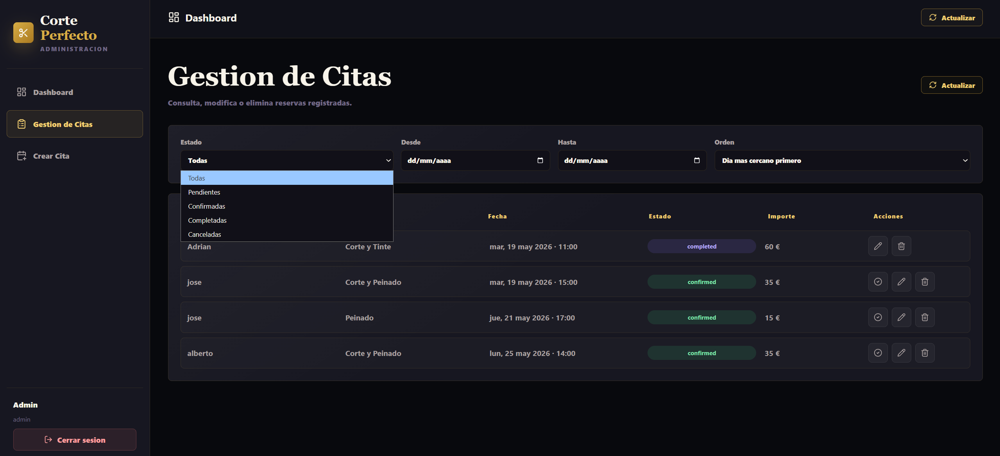 Corte
Perfecto
ADMINISTRACION
Dashboard
Gestion de Citas
Crear Cita
Admin
admin
Cerrar sesion
Dashboard
Actualizar
Gestion de Citas
Actualizar
Consulta, modifica o elimina reservas registradas.
Estado Desde Hasta Orden
Todas dd/mm/aaaa dd/mm/aaaa Dia mas cercano primero
Todas
Pendientes
Confirmadas
Completadas
Canceladas
Fecha Estado Importe Acciones
Adrian Corte y Tinte mar, 19 may 2026 · 11:00 completed 60 €
jose Corte y Peinado mar, 19 may 2026 · 15:00 confirmed 35 €
jose Peinado jue, 21 may 2026 · 17:00 confirmed 15 €
alberto Corte y Peinado lun, 25 may 2026 · 14:00 confirmed 35 €